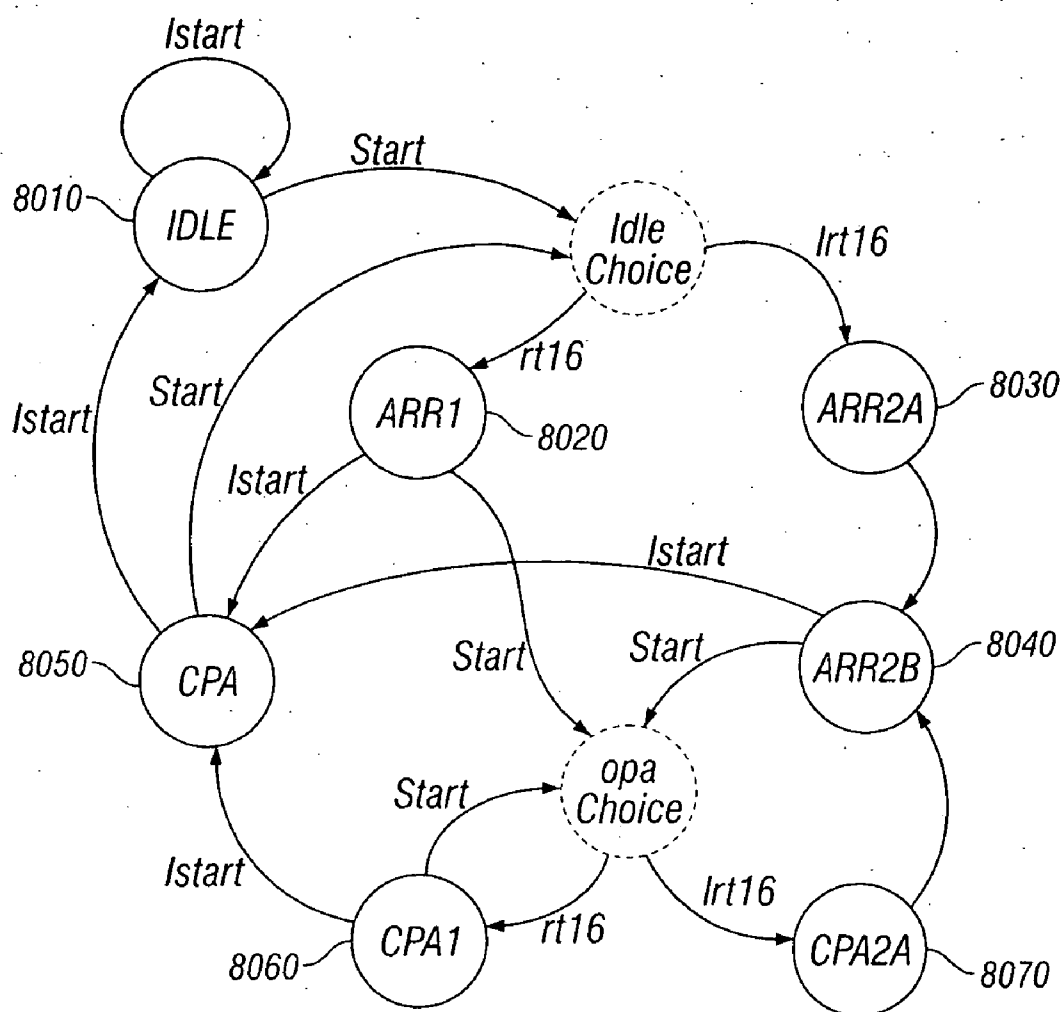 Istart
Start
8010
IDLE
Idle
Choice
Irt16
rt16
Start
Istart
ARR1
8020
ARR2A
8030
Istart
Istart
8050
CPA
Start
Start
ARR2B
8040
opa
Choice
Start
Istart
rt16
Irt16
CPA1
8060
CPA2A
8070